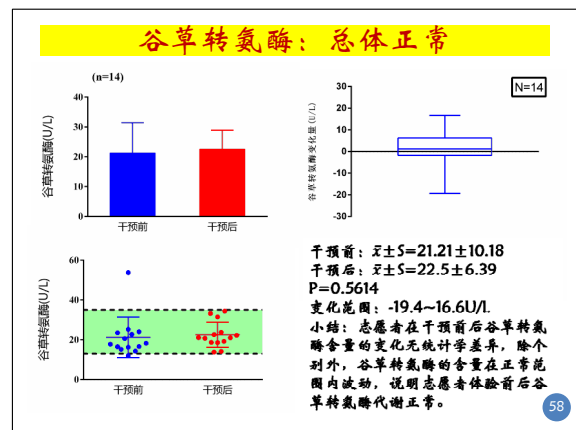 谷草转氨酶：总体正常
(n=14)
谷草转氨酶(U/L)
40
30
20
10
0
干预前
干预后
N=14
谷草转氨酶变化量(U/L)
30
20
10
0
-10
-20
-30
谷草转氨酶(U/L)
60
40
20
0
干预前
干预后
干预前：x̄±S=21.21±10.18
干预后：x̄±S=22.5±6.39
P=0.5614
变化范围：-19.4~16.6U/L
小结：志愿者在干预前后谷草转氨
酶含量的变化无统计学差异，除个
别外，谷草转氨酶的含量在正常范
围内波动，说明志愿者体验前后谷
草转氨酶代谢正常。
58